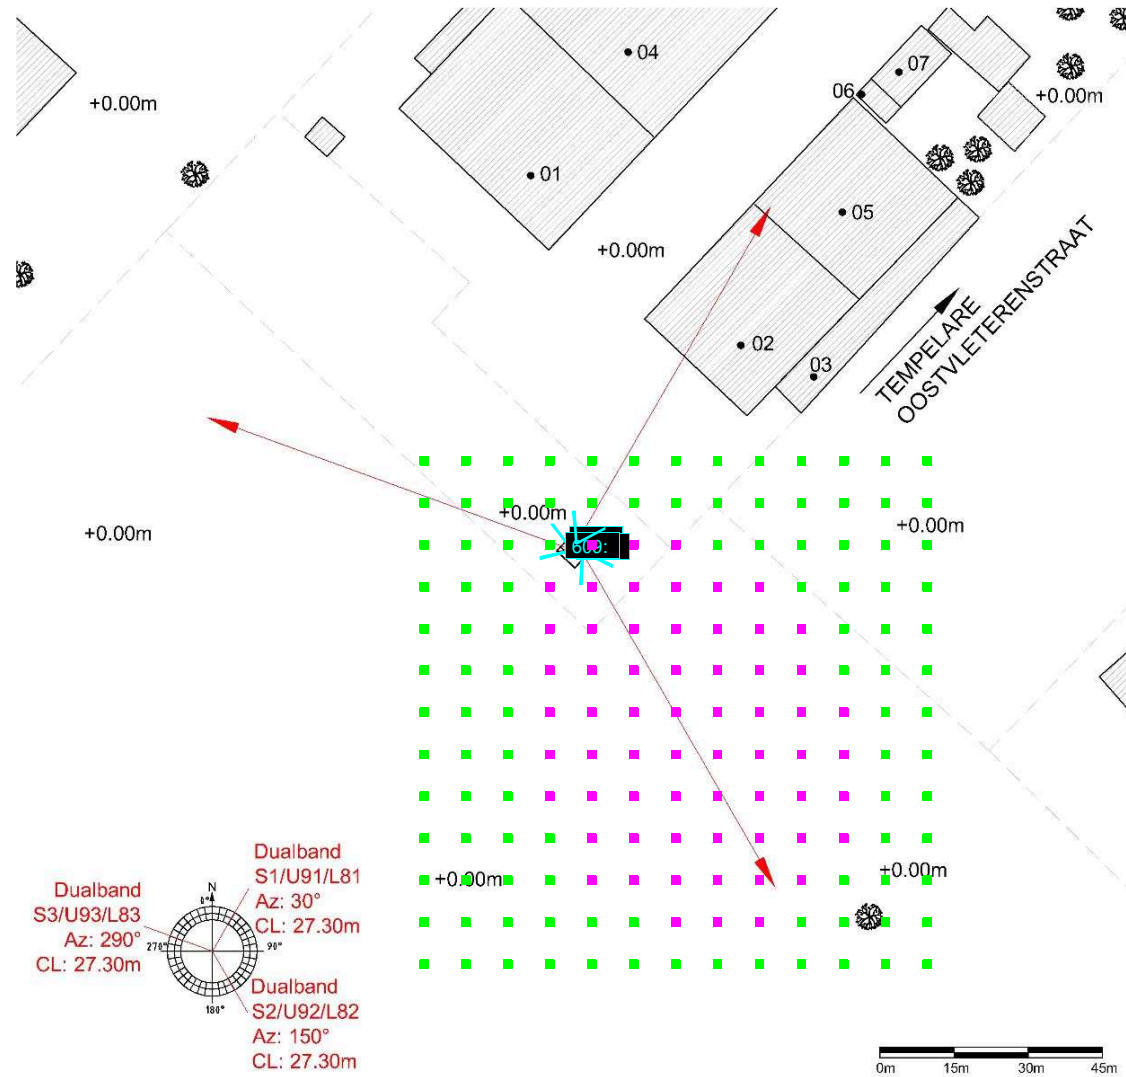 04
07
06
+0.00m
+0.00m
01
05
+0.00m
TEMPELARE
OOSTVLETERENSTRAAT
02
03
+0.00m
+0.00m
+0.00m
609:
+0.00m
+0.00m
Dualband
S1/U91/L81
Az: 30°
CL: 27.30m
Dualband
S3/U93/L83
Az: 290°
CL: 27.30m
N
0°
270°
90°
180°
Dualband
S2/U92/L82
Az: 150°
CL: 27.30m
0m 15m 30m 45m